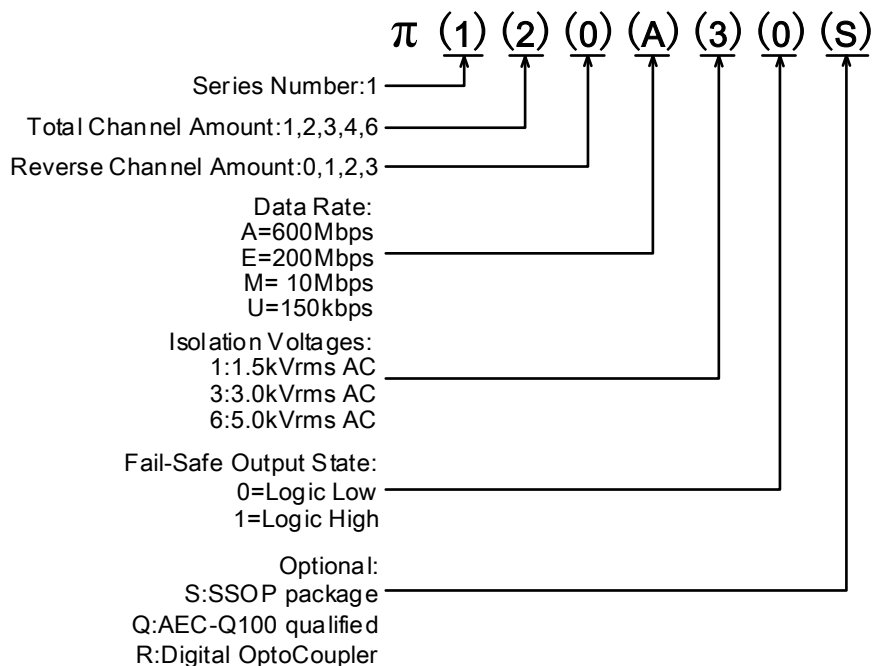 π (1) (2) (0) (A) (3) (0) (S)
Series Number:1
Total Channel Amount:1,2,3,4,6
Reverse Channel Amount:0,1,2,3
Data Rate:
A=600Mbps
E=200Mbps
M= 10Mbps
U=150kbps
Isolation Voltages:
1:1.5kVrms AC
3:3.0kVrms AC
6:5.0kVrms AC
Fail-Safe Output State:
0=Logic Low
1=Logic High
Optional:
S:SSOP package
Q:AEC-Q100 qualified
R:Digital OptoCoupler